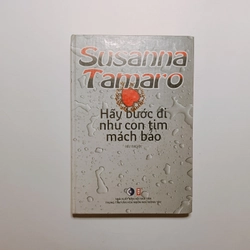 Susanna
Tamaro
Hãy bước đi
như con tim
mách bảo